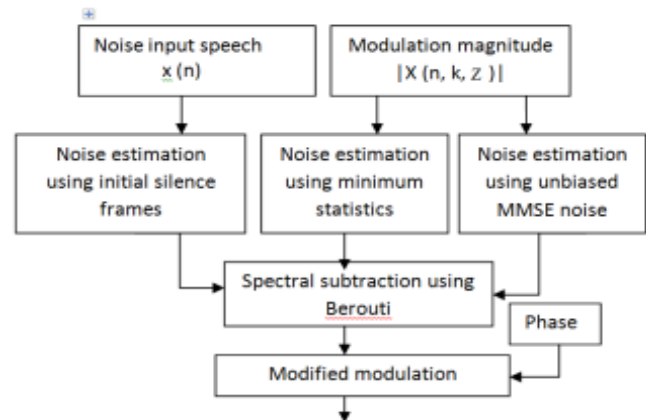 Noise input speech
x (n)
Modulation magnitude
|X (n, k, Z )|
Noise estimation
using initial silence
frames
Noise estimation
using minimum
statistics
Noise estimation
using unbiased
MMSE noise
Spectral subtraction using
Berouti
Phase
Modified modulation